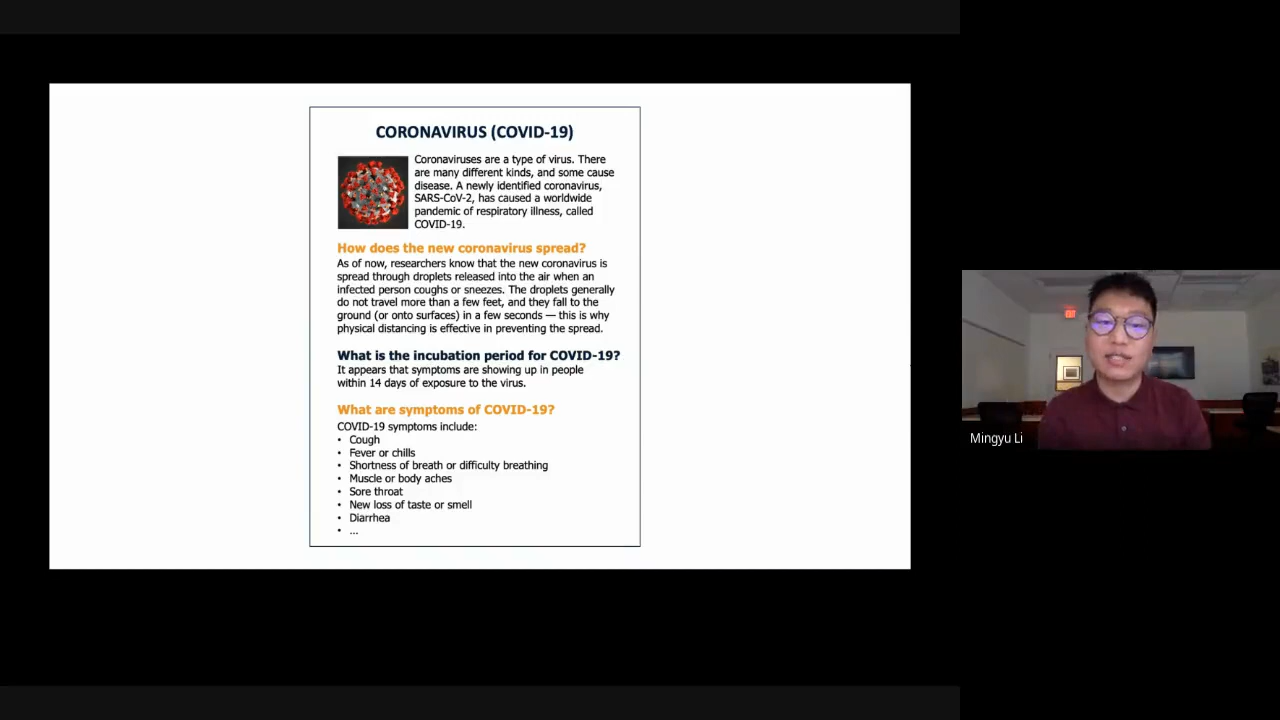 CORONAVIRUS (COVID-19)
Coronaviruses are a type of virus. There
are many different kinds, and some cause
disease. A newly identified coronavirus,
SARS-CoV-2, has caused a worldwide
pandemic of respiratory illness, called
COVID-19.
How does the new coronavirus spread?
As of now, researchers know that the new coronavirus is
spread through droplets released into the air when an
infected person coughs or sneezes. The droplets generally
do not travel more than a few feet, and they fall to the
ground (or onto surfaces) in a few seconds — this is why
physical distancing is effective in preventing the spread.
What is the incubation period for COVID-19?
It appears that symptoms are showing up in people
within 14 days of exposure to the virus.
What are symptoms of COVID-19?
COVID-19 symptoms include:
• Cough
• Fever or chills
• Shortness of breath or difficulty breathing
• Muscle or body aches
• Sore throat
• New loss of taste or smell
• Diarrhea
• ...
Mingyu Li